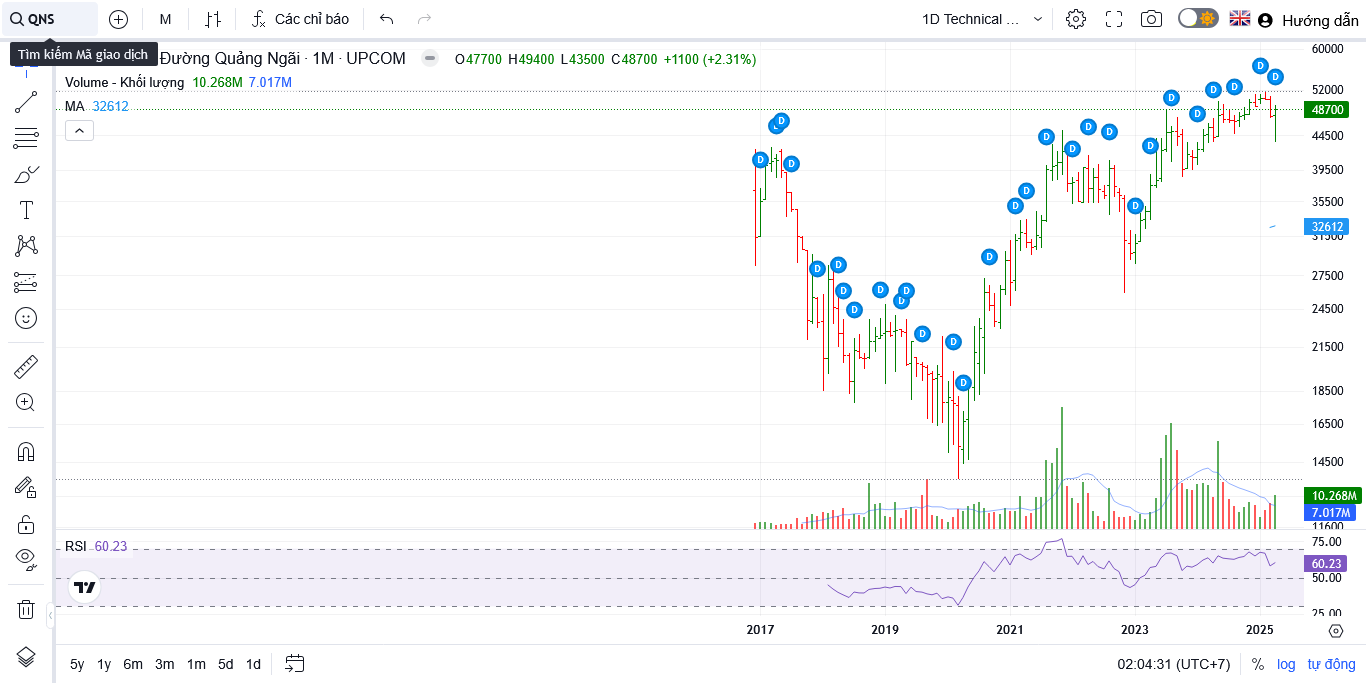 QNS
M
Các chỉ báo
1D Technical ...
Hướng dẫn
Tìm kiếm Mã giao dịch
Đường Quảng Ngãi · 1M · UPCOM
O47700 H49400 L43500 C48700 +1100 (+2.31%)
Volume - Khối lượng 10.268M 7.017M
MA 32612
60000
52000
48700
44500
39500
35500
32612
31500
27500
24500
21500
18500
16500
14500
10.268M
7.017M
11600
D D D D D D D D D D D D D D D D D D D D D D D D D D D D D
RSI 60.23
75.00
60.23
50.00
25.00
2017 2019 2021 2023 2025
5y 1y 6m 3m 1m 5d 1d
02:04:31 (UTC+7) % log tự động